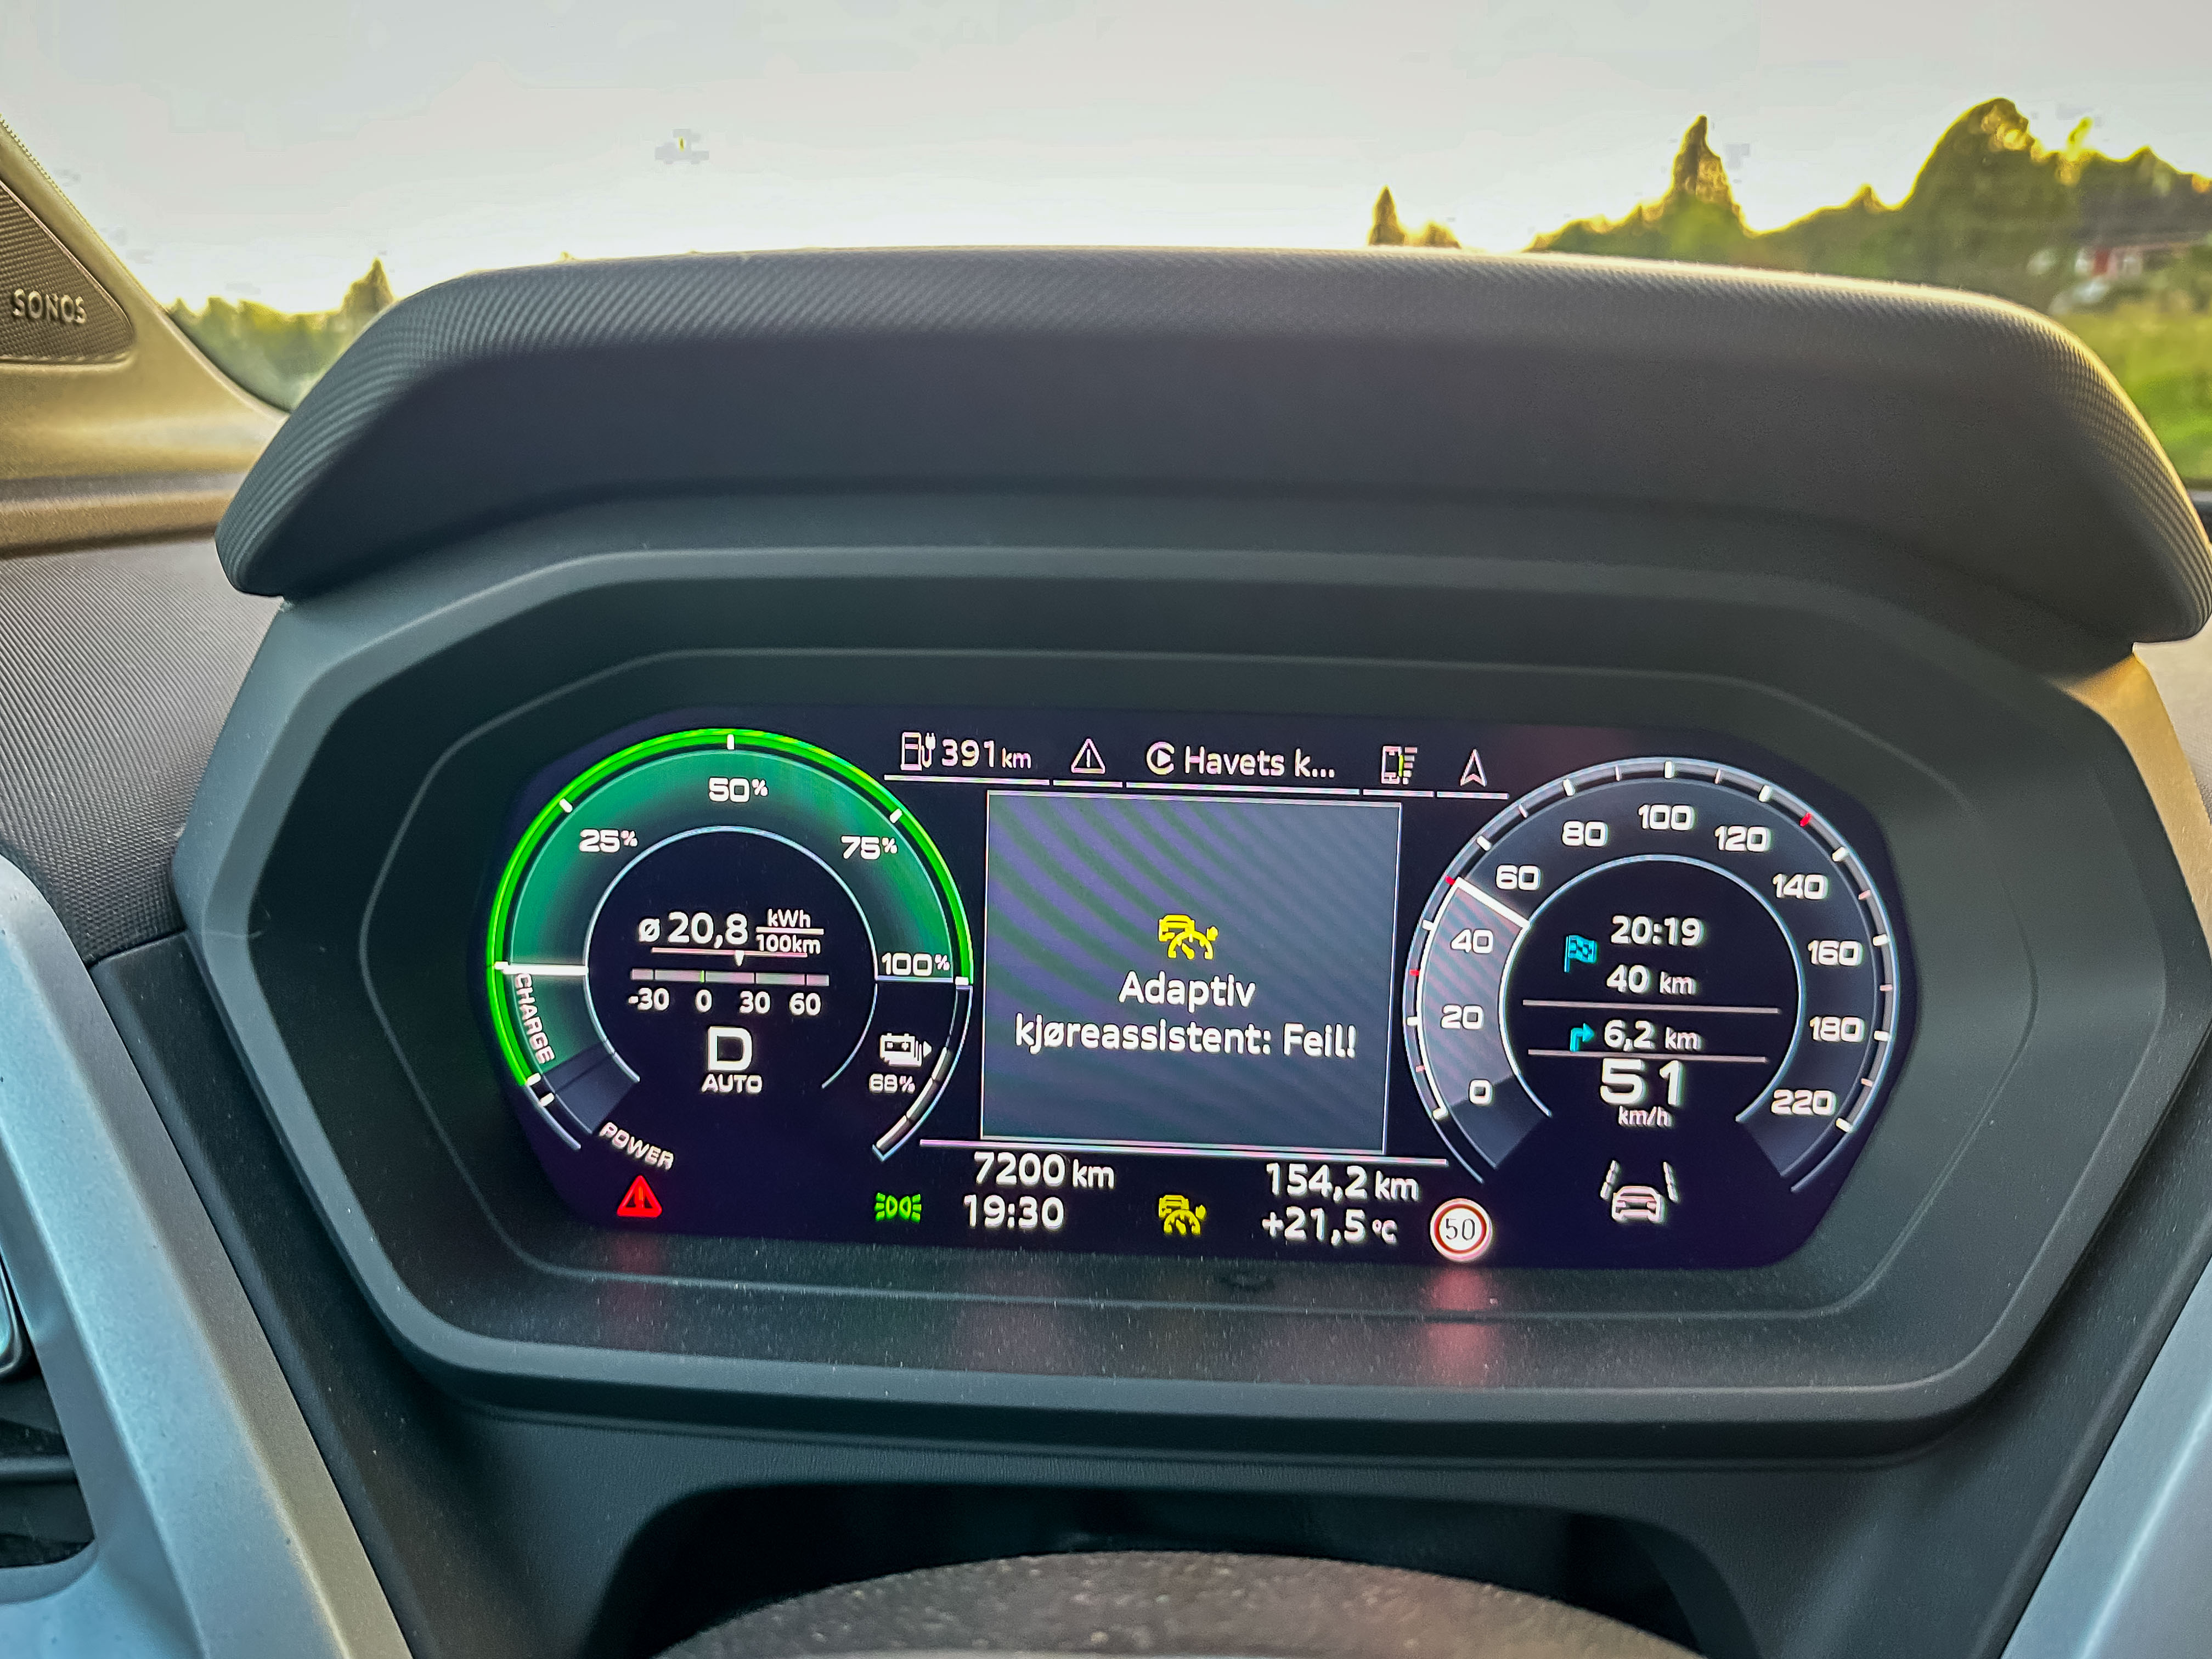 SONOS
391 km
Havets k...
25%
50%
75%
100%
CHARGE
POWER
ø 20,8 kWh
100km
-30 0 30 60
D
AUTO
68%
Adaptiv
kjøreassistent: Feil!
0
20
40
60
80
100
120
140
160
180
220
20:19
40 km
6,2 km
51
km/h
7200 km
154,2 km
19:30
+21,5 °C
50